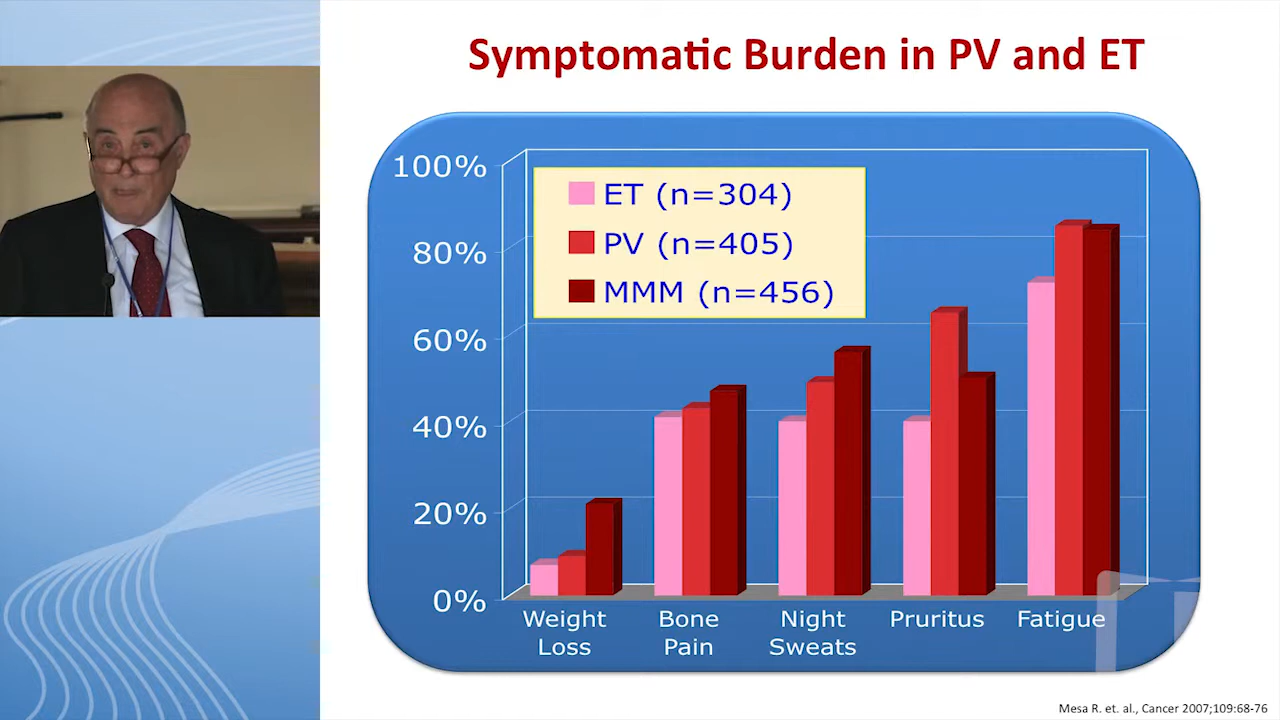 Symptomatic Burden in PV and ET
100%
80%
60%
40%
20%
0%
ET (n=304)
PV (n=405)
MMM (n=456)
Weight
Loss
Bone
Pain
Night
Sweats
Pruritus
Fatigue
Mesa R. et. al., Cancer 2007;109:68-76